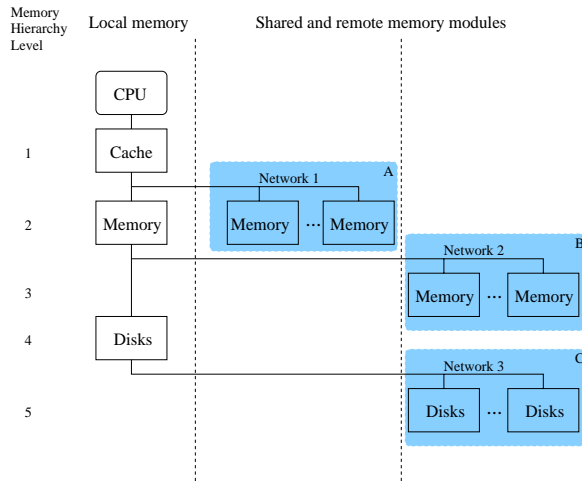 Memory
Hierarchy
Level
Local memory
Shared and remote memory modules
CPU
1
Cache
A
Network 1
2
Memory
Memory ... Memory
B
Network 2
3
Memory ... Memory
4
Disks
C
Network 3
5
Disks ... Disks